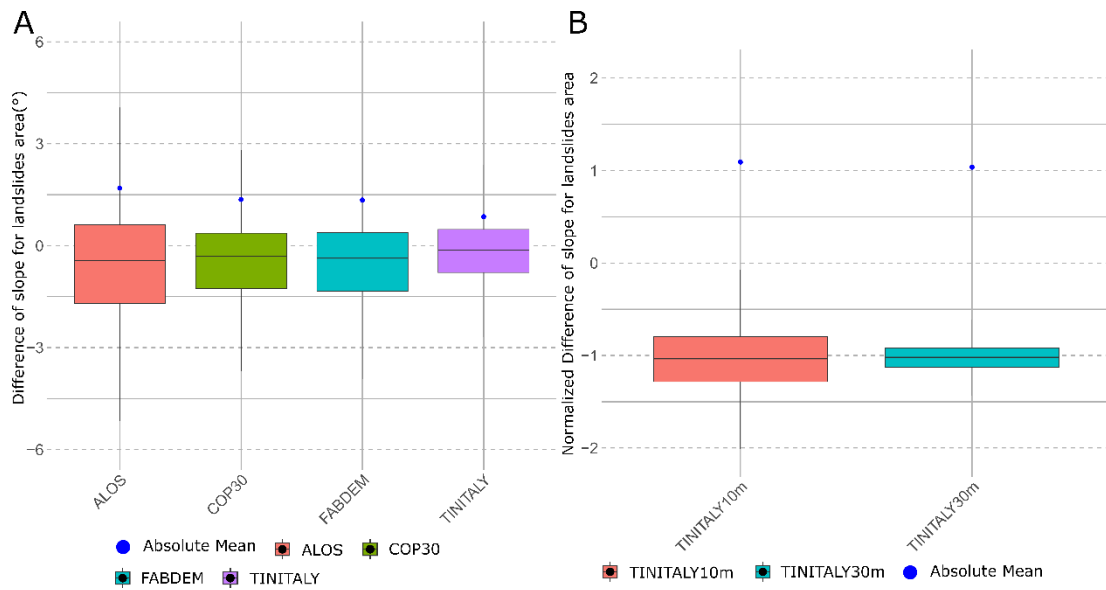 A
Difference of slope for landslides area(°)
6
3
0
−3
−6
ALOS
COP30
FABDEM
TINITALY
Absolute Mean
ALOS
COP30
FABDEM
TINITALY
B
Normalized Difference of slope for landslides area
2
1
0
−1
−2
TINITALY10m
TINITALY30m
TINITALY10m
TINITALY30m
Absolute Mean